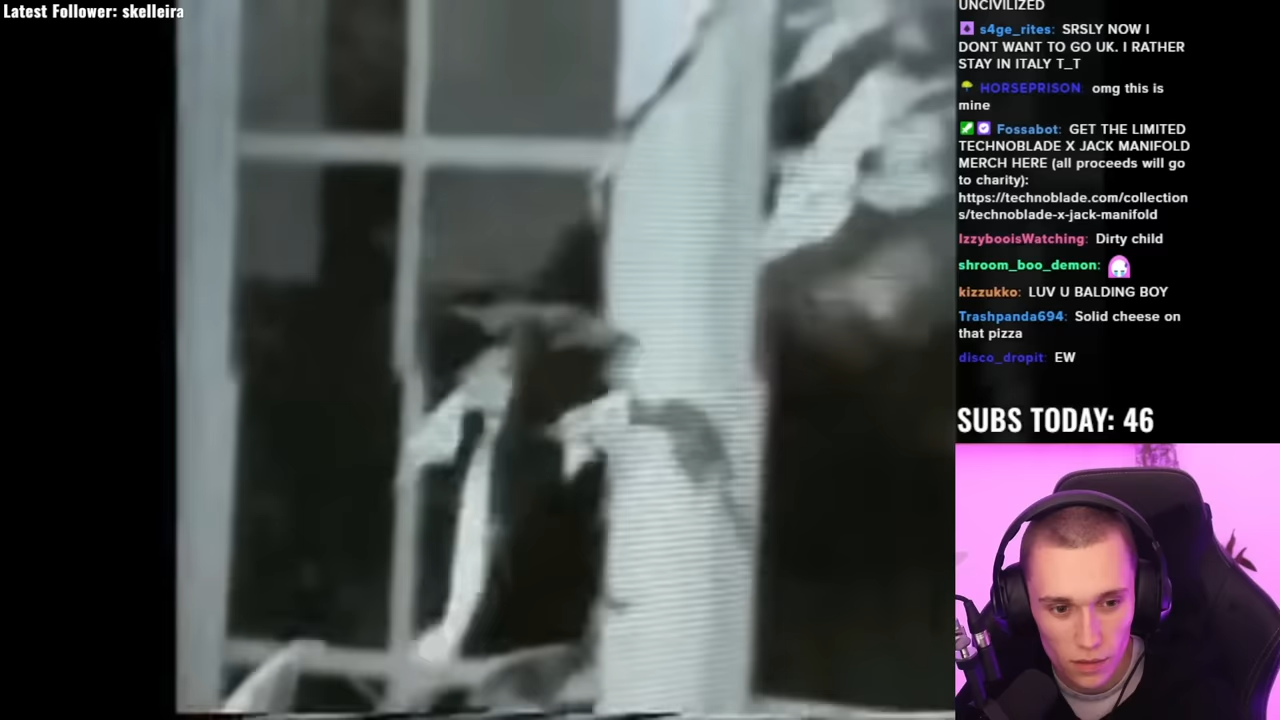 Latest Follower: skelleira
UNCIVILIZED
s4ge_rites: SRSLY NOW I
DONT WANT TO GO UK. I RATHER
STAY IN ITALY T_T
HORSEPRISON: omg this is
mine
Fossabot: GET THE LIMITED
TECHNOBLADE X JACK MANIFOLD
MERCH HERE (all proceeds will go
to charity):
https://technoblade.com/collection
s/technoblade-x-jack-manifold
IzzybooisWatching: Dirty child
shroom_boo_demon:
kizzukko: LUV U BALDING BOY
Trashpanda694: Solid cheese on
that pizza
disco_dropit: EW
SUBS TODAY: 46